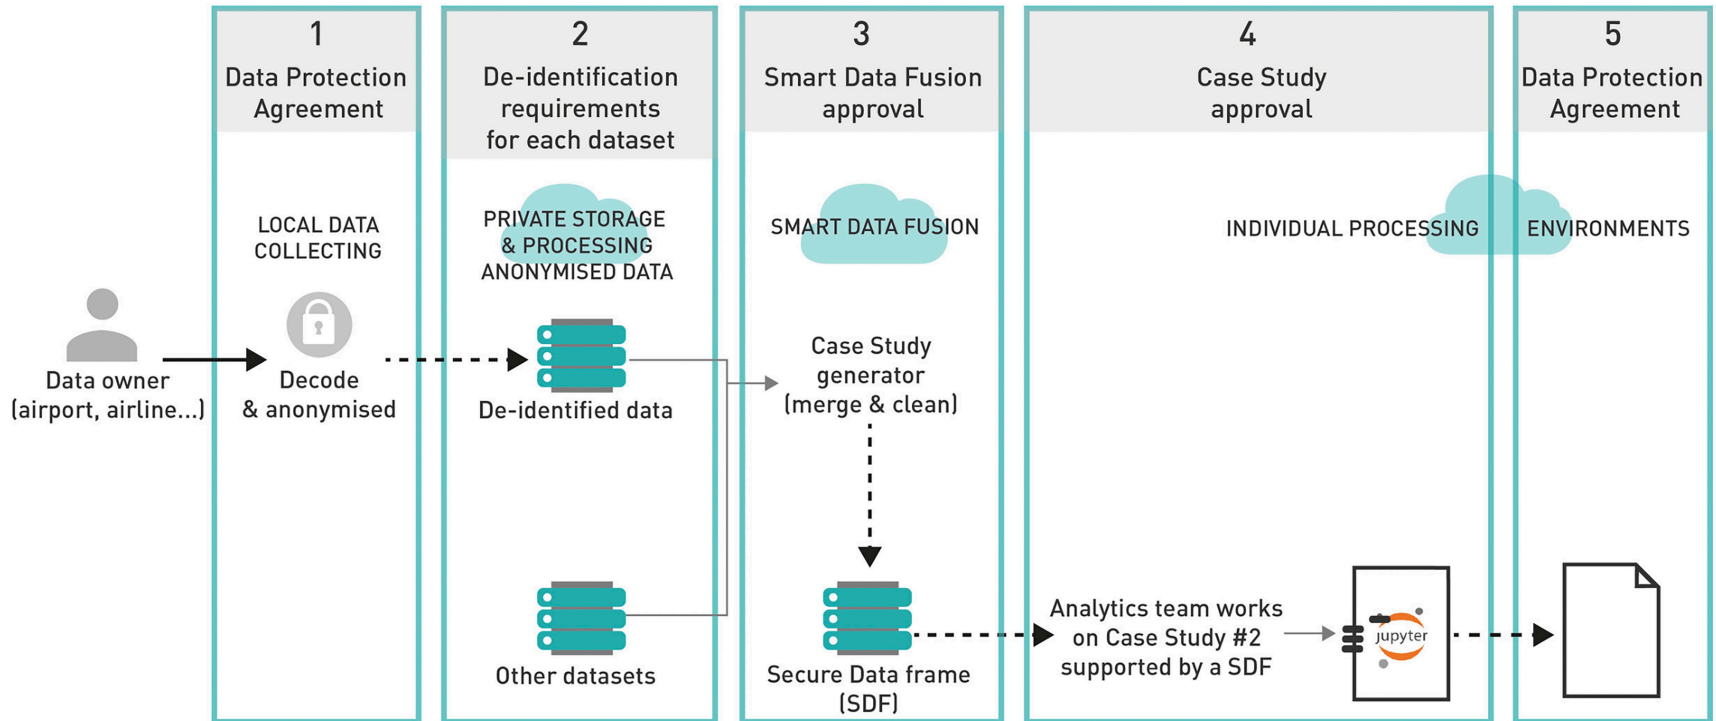 1
Data Protection
Agreement
2
De-identification
requirements
for each dataset
3
Smart Data Fusion
approval
4
Case Study
approval
5
Data Protection
Agreement
LOCAL DATA
COLLECTING
PRIVATE STORAGE
& PROCESSING
ANONYMISED DATA
SMART DATA FUSION
INDIVIDUAL PROCESSING ENVIRONMENTS
Data owner
(airport, airline...)
Decode
& anonymised
De-identified data
Case Study
generator
(merge & clean)
Other datasets
Secure Data frame
(SDF)
Analytics team works
on Case Study #2
supported by a SDF
jupyter